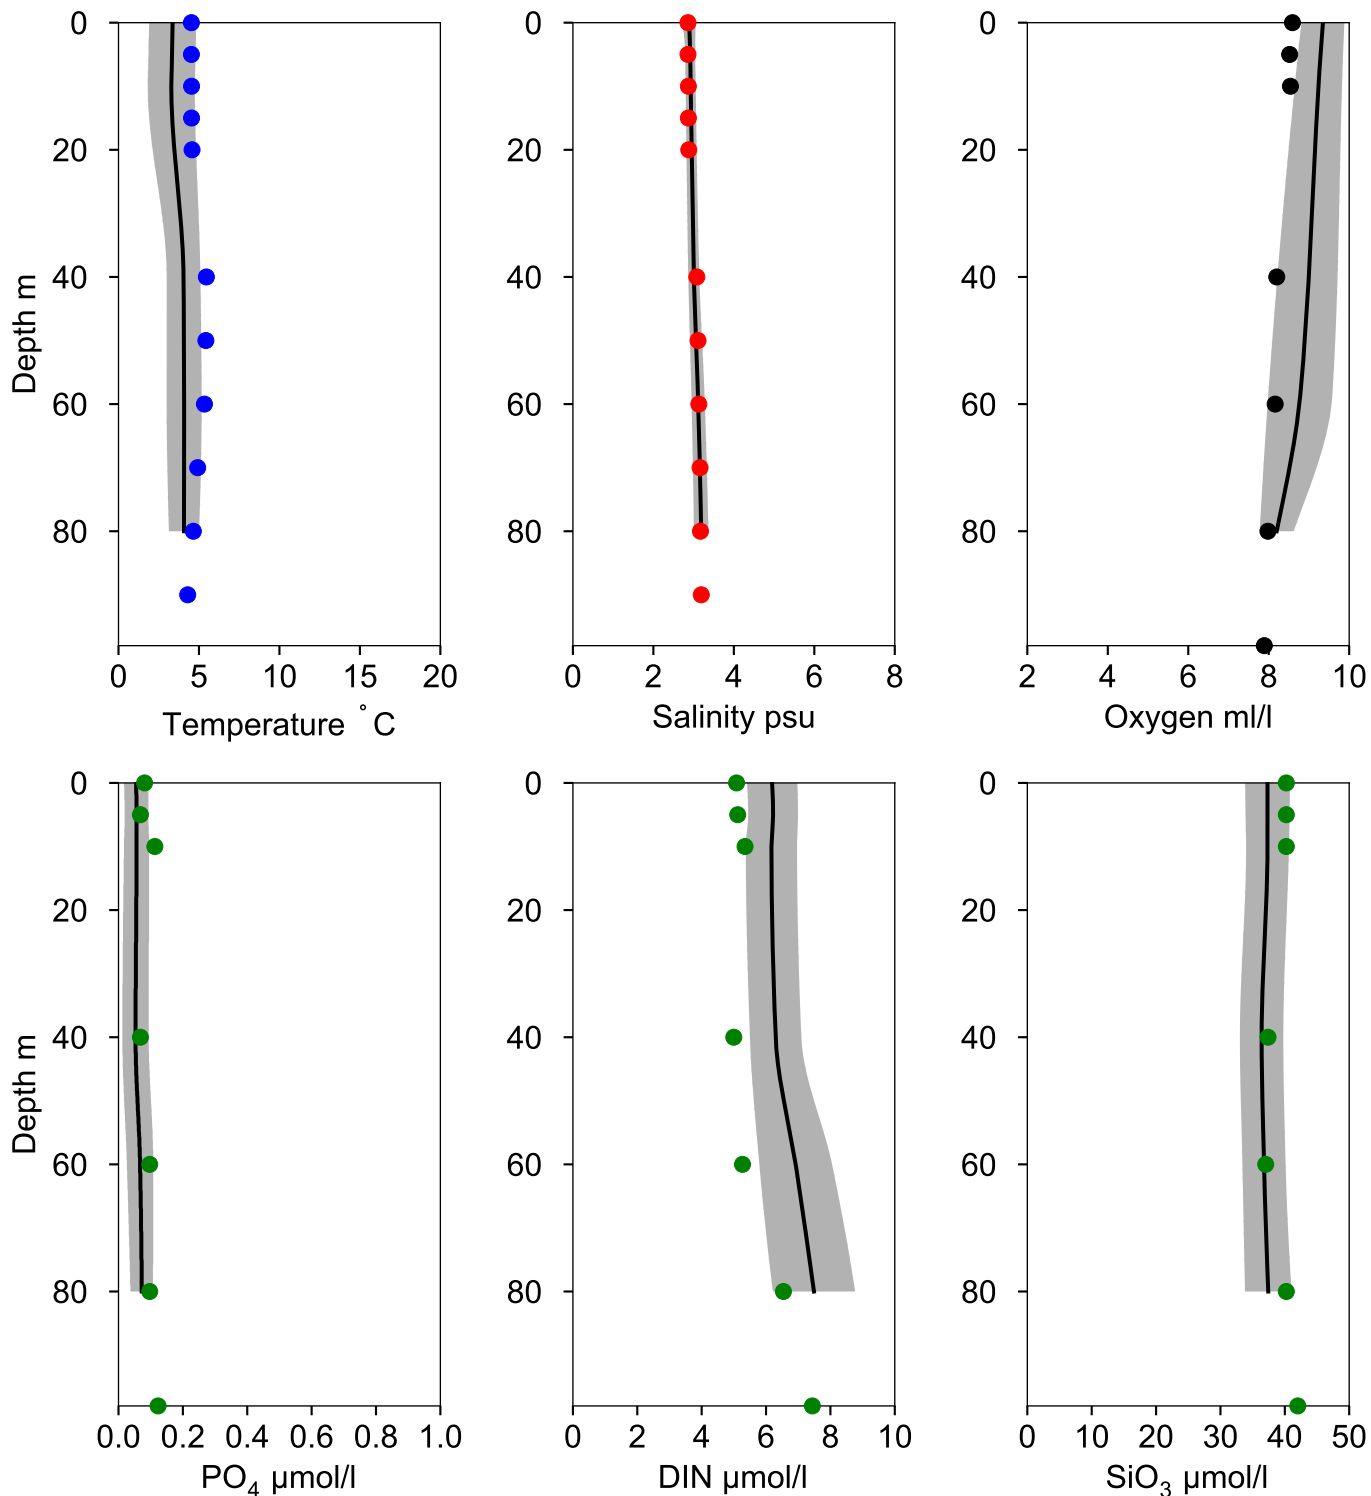 0
20
40
60
80
Depth m
0 5 10 15 20
Temperature °C
0
20
40
60
80
0 2 4 6 8
Salinity psu
0
20
40
60
80
2 4 6 8 10
Oxygen ml/l
0
20
40
60
80
Depth m
0.0 0.2 0.4 0.6 0.8 1.0
PO₄ µmol/l
0
20
40
60
80
0 2 4 6 8 10
DIN µmol/l
0
20
40
60
80
0 10 20 30 40 50
SiO₃ µmol/l